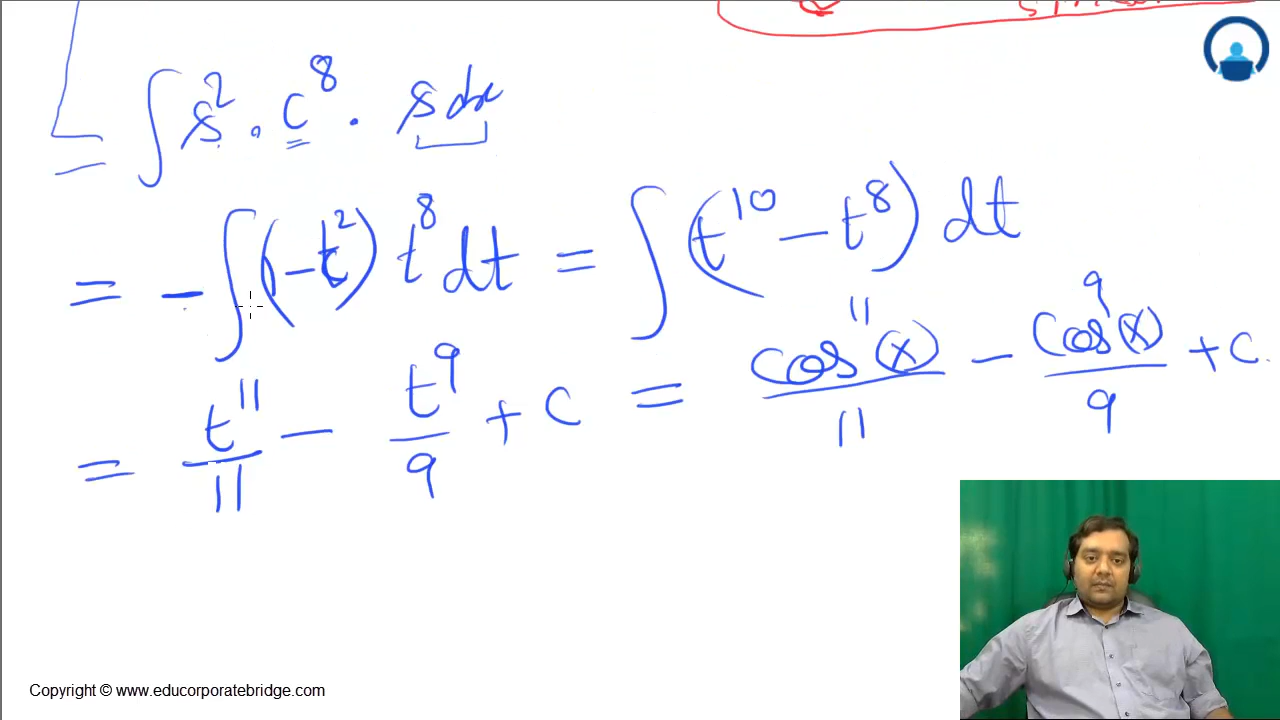 = ∫ s² . c⁸ . s dx
= - ∫ (1 - t²) t⁸ dt = ∫ (t¹⁰ - t⁸) dt
= t¹¹/11 - t⁹/9 + c = cos¹¹(x)/11 - cos⁹(x)/9 + c.
Copyright © www.educorporatebridge.com